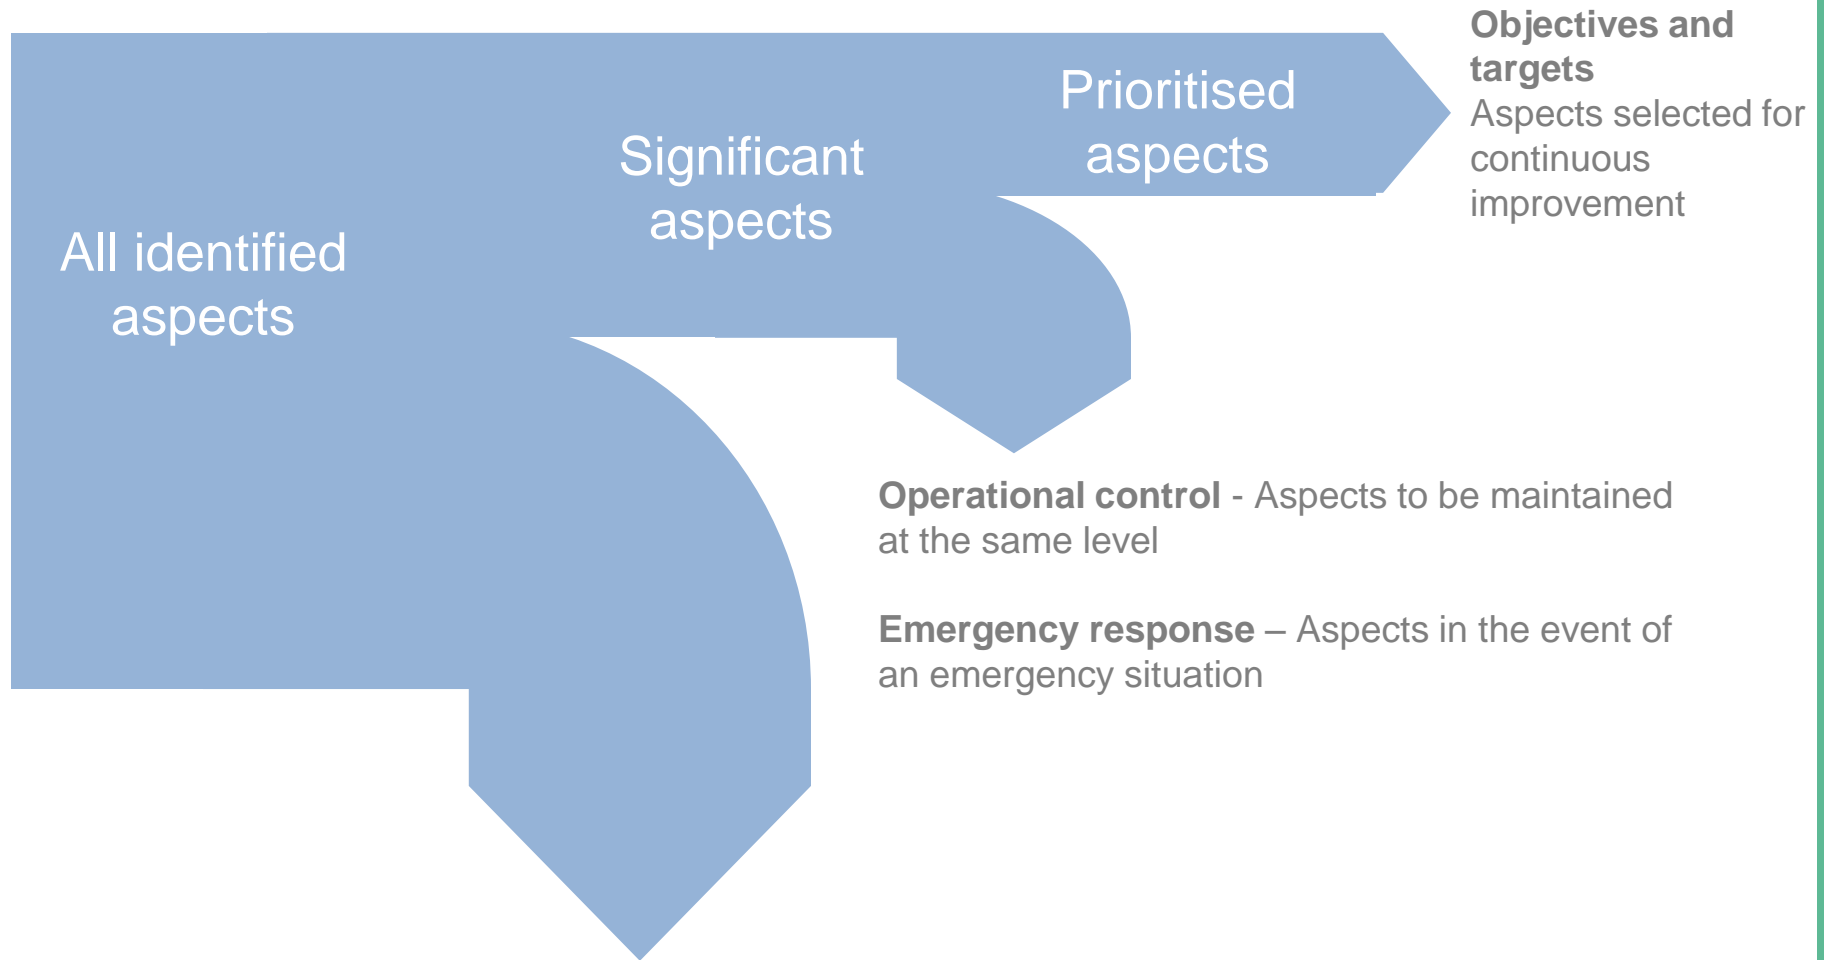 All identified
aspects
Significant
aspects
Prioritised
aspects
Objectives and
targets
Aspects selected for
continuous
improvement
Operational control - Aspects to be maintained
at the same level
Emergency response – Aspects in the event of
an emergency situation